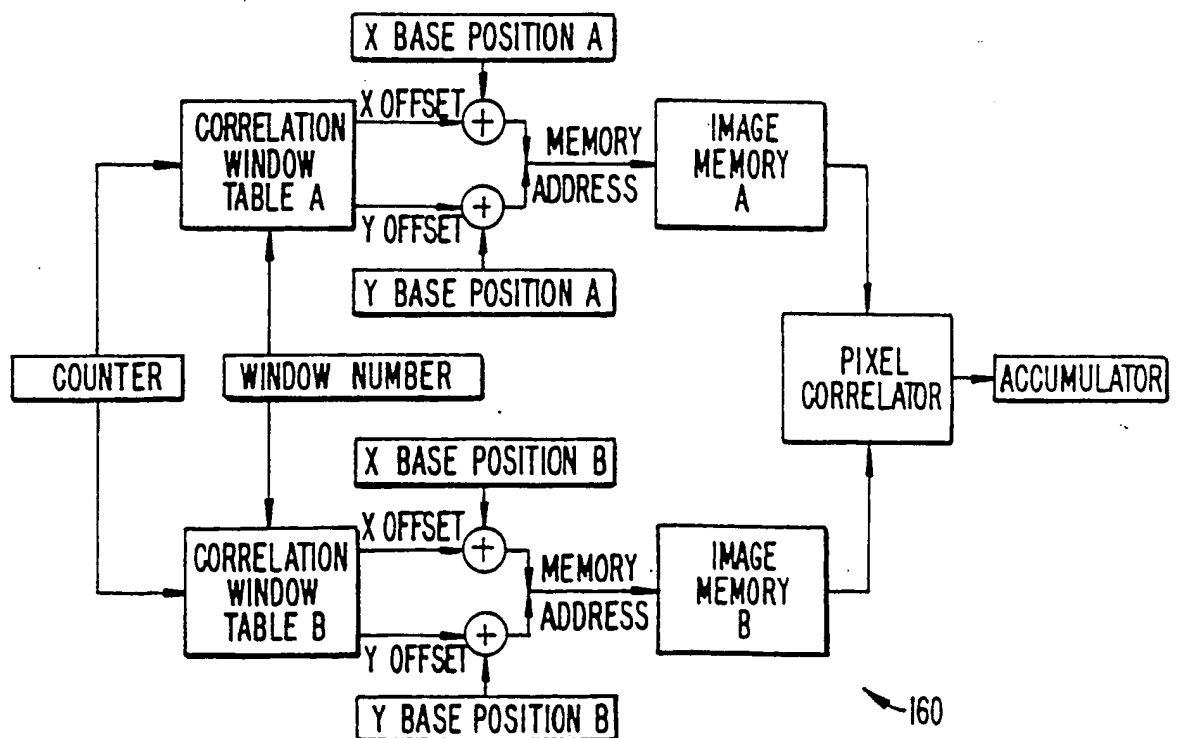 X BASE POSITION A
X OFFSET
CORRELATION
WINDOW
TABLE A
+
MEMORY
ADDRESS
IMAGE
MEMORY
A
+
Y OFFSET
Y BASE POSITION A
COUNTER
WINDOW NUMBER
PIXEL
CORRELATOR
ACCUMULATOR
X BASE POSITION B
X OFFSET
CORRELATION
WINDOW
TABLE B
+
MEMORY
ADDRESS
IMAGE
MEMORY
B
+
Y OFFSET
Y BASE POSITION B
160